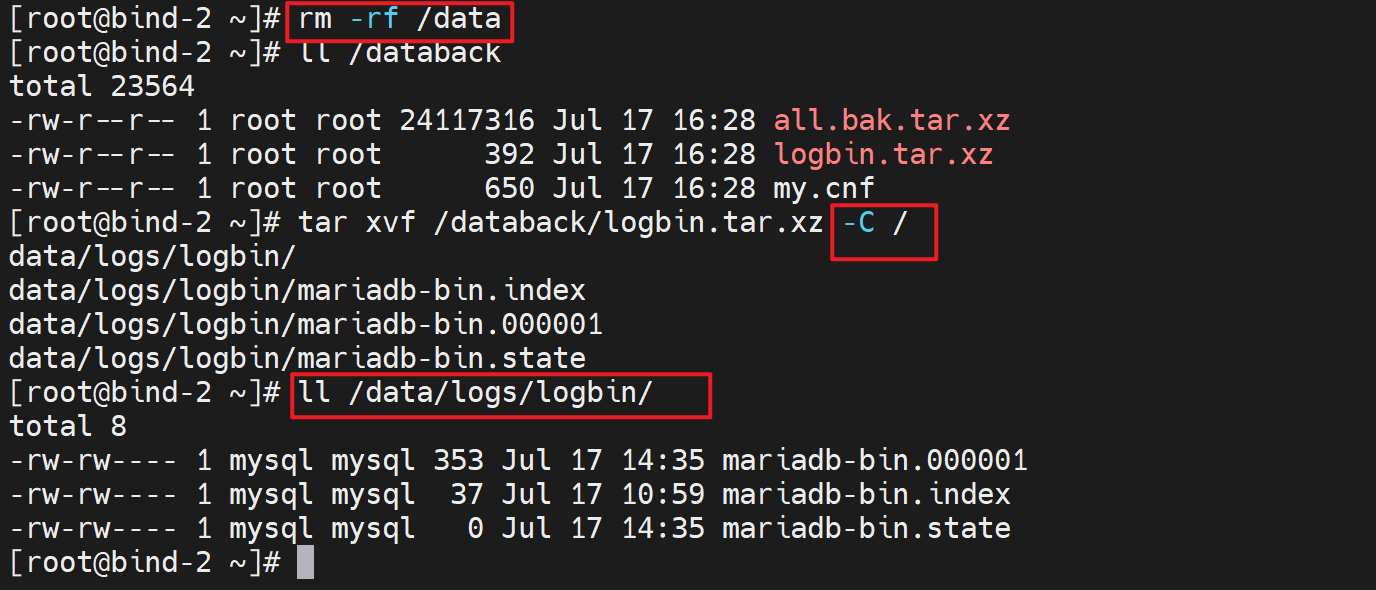 [root@bind-2 ~]# rm -rf /data
[root@bind-2 ~]# ll /databack
total 23564
-rw-r--r-- 1 root root 24117316 Jul 17 16:28 all.bak.tar.xz
-rw-r--r-- 1 root root      392 Jul 17 16:28 logbin.tar.xz
-rw-r--r-- 1 root root      650 Jul 17 16:28 my.cnf
[root@bind-2 ~]# tar xvf /databack/logbin.tar.xz -C /
data/logs/logbin/
data/logs/logbin/mariadb-bin.index
data/logs/logbin/mariadb-bin.000001
data/logs/logbin/mariadb-bin.state
[root@bind-2 ~]# ll /data/logs/logbin/
total 8
-rw-rw---- 1 mysql mysql 353 Jul 17 14:35 mariadb-bin.000001
-rw-rw---- 1 mysql mysql  37 Jul 17 10:59 mariadb-bin.index
-rw-rw---- 1 mysql mysql   0 Jul 17 14:35 mariadb-bin.state
[root@bind-2 ~]#